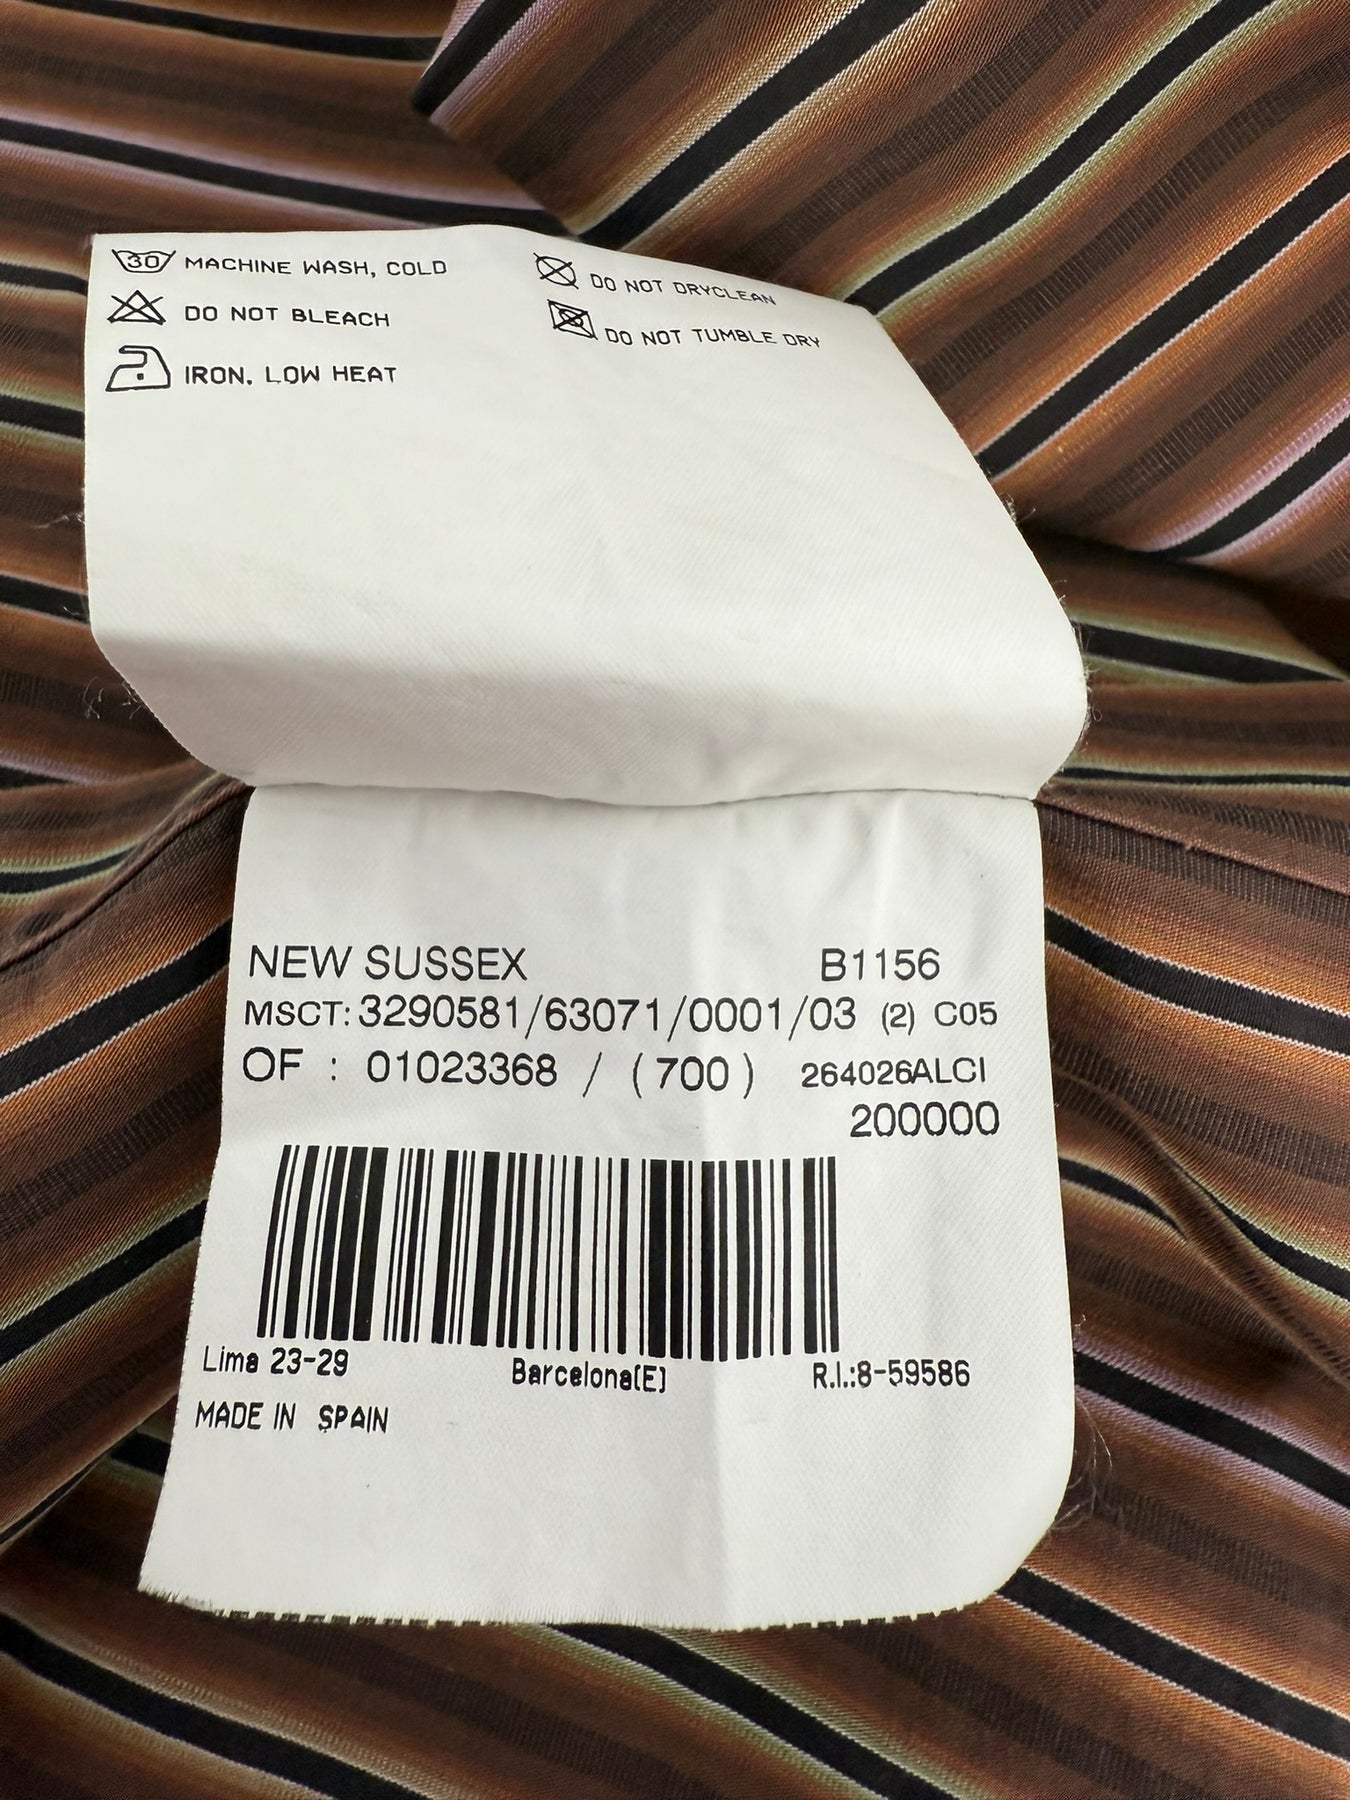 30 MACHINE WASH, COLD
DO NOT DRYCLEAN
DO NOT BLEACH
DO NOT TUMBLE DRY
IRON, LOW HEAT
NEW SUSSEX B1156
MSCT: 3290581/63071/0001/03 (2) C05
OF : 01023368 / (700) 264026ALCI
200000
Lima 23-29 Barcelona(E) R.I.:8-59586
MADE IN SPAIN